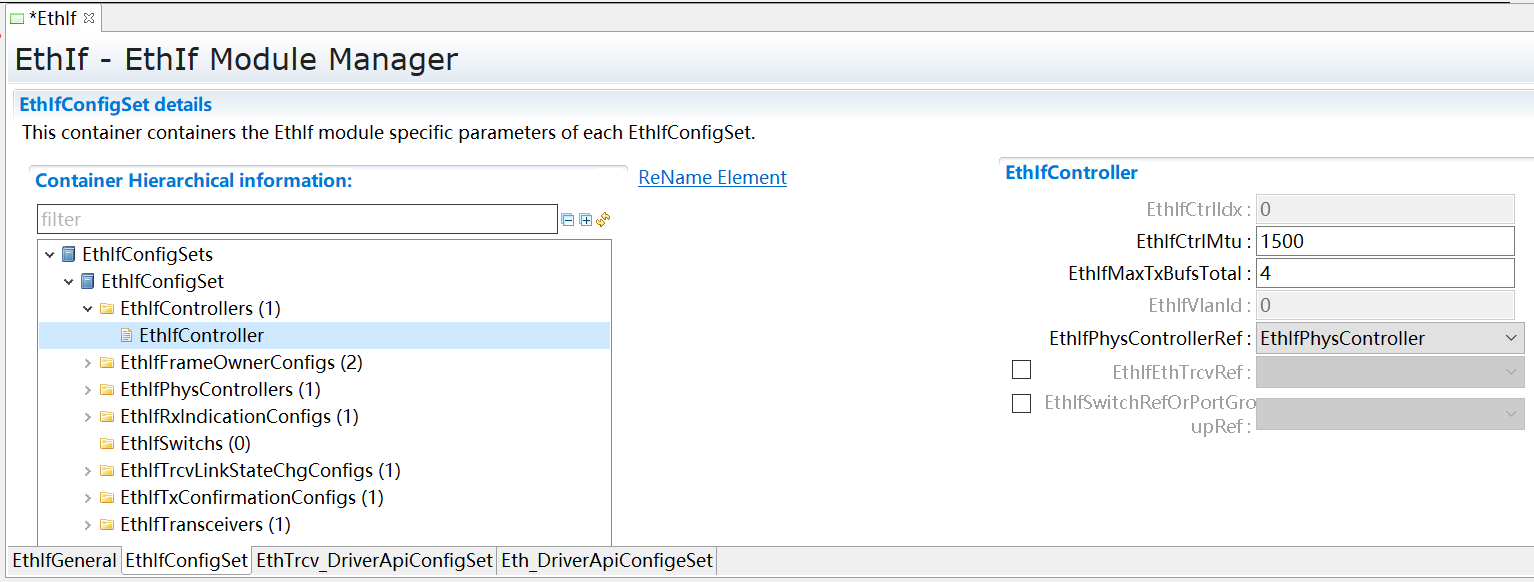 *EthIf
EthIf - EthIf Module Manager
EthIfConfigSet details
This container containers the EthIf module specific parameters of each EthIfConfigSet.
Container Hierarchical information:
ReName Element
filter
EthIfConfigSets
EthIfConfigSet
EthIfControllers (1)
EthIfController
EthIfFrameOwnerConfigs (2)
EthIfPhysControllers (1)
EthIfRxIndicationConfigs (1)
EthIfSwitchs (0)
EthIfTrcvLinkStateChgConfigs (1)
EthIfTxConfirmationConfigs (1)
EthIfTransceivers (1)
EthIfController
EthIfCtrlIdx : 0
EthIfCtrlMtu : 1500
EthIfMaxTxBufsTotal : 4
EthIfVlanId : 0
EthIfPhysControllerRef : EthIfPhysController
EthIfEthTrcvRef :
EthIfSwitchRefOrPortGro
upRef :
EthIfGeneral EthIfConfigSet EthTrcv_DriverApiConfigSet Eth_DriverApiConfigeSet